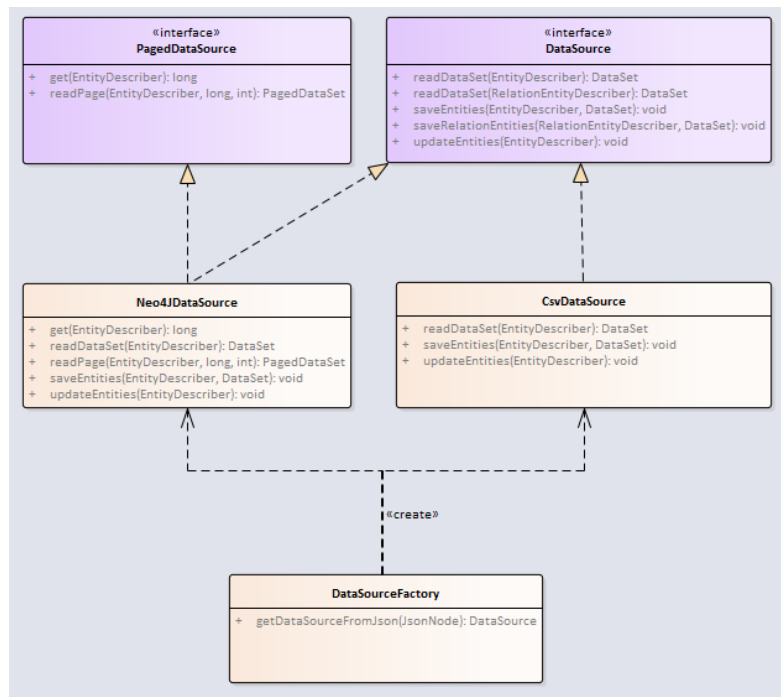 «interface»
PagedDataSource
+ get(EntityDescriber): long
+ readPage(EntityDescriber, long, int): PagedDataSet
«interface»
DataSource
+ readDataSet(EntityDescriber): DataSet
+ readDataSet(RelationEntityDescriber): DataSet
+ saveEntities(EntityDescriber, DataSet): void
+ saveRelationEntities(RelationEntityDescriber, DataSet): void
+ updateEntities(EntityDescriber): void
Neo4JDataSource
+ get(EntityDescriber): long
+ readDataSet(EntityDescriber): DataSet
+ readPage(EntityDescriber, long, int): PagedDataSet
+ saveEntities(EntityDescriber, DataSet): void
+ updateEntities(EntityDescriber): void
CsvDataSource
+ readDataSet(EntityDescriber): DataSet
+ saveEntities(EntityDescriber, DataSet): void
+ updateEntities(EntityDescriber): void
«create»
DataSourceFactory
+ getDataSourceFromJson(JsonNode): DataSource